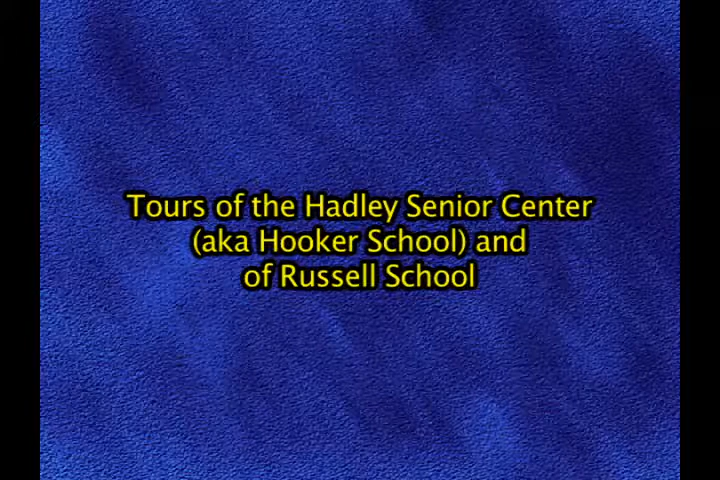 Tours of the Hadley Senior Center
(aka Hooker School) and
of Russell School